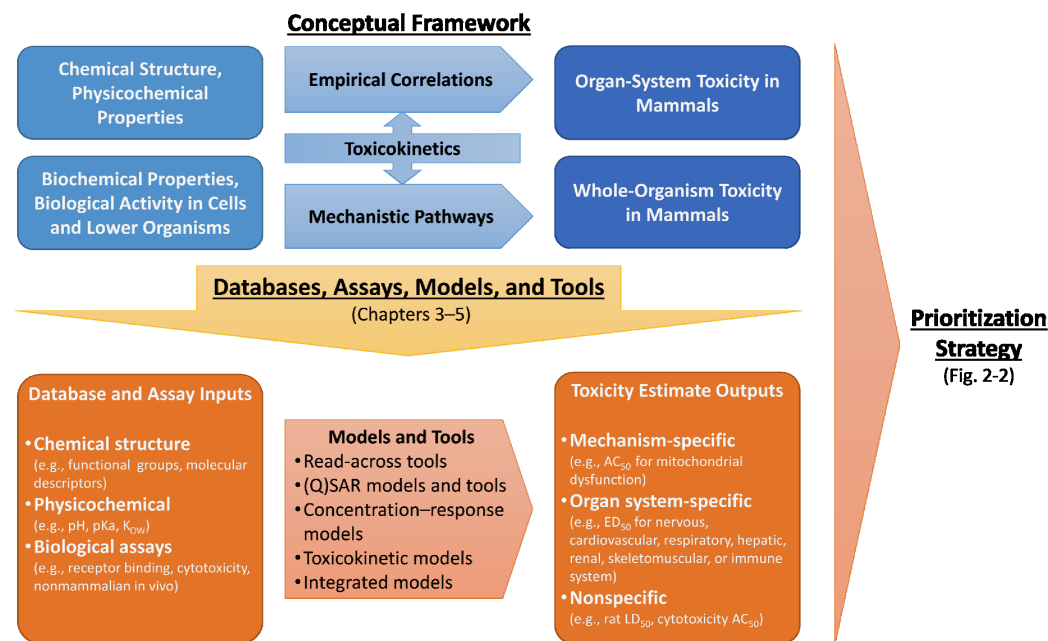 Conceptual Framework
Chemical Structure,
Physicochemical
Properties
Empirical Correlations
Organ-System Toxicity in
Mammals
Toxicokinetics
Biochemical Properties,
Biological Activity in Cells
and Lower Organisms
Mechanistic Pathways
Whole-Organism Toxicity
in Mammals
Databases, Assays, Models, and Tools
(Chapters 3–5)
Prioritization
Strategy
(Fig. 2-2)
Database and Assay Inputs
•Chemical structure
(e.g., functional groups, molecular
descriptors)
•Physicochemical
(e.g., pH, pKa, KOW)
•Biological assays
(e.g., receptor binding, cytotoxicity,
nonmammalian in vivo)
Models and Tools
•Read-across tools
•(Q)SAR models and tools
•Concentration–response
models
•Toxicokinetic models
•Integrated models
Toxicity Estimate Outputs
•Mechanism-specific
(e.g., AC50 for mitochondrial
dysfunction)
•Organ system-specific
(e.g., ED50 for nervous,
cardiovascular, respiratory, hepatic,
renal, skeletomuscular, or immune
system)
•Nonspecific
(e.g., rat LD50, cytotoxicity AC50)